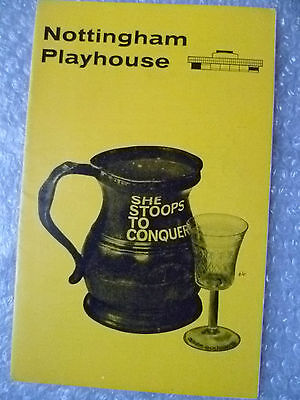 Nottingham
Playhouse
SHE
STOOPS
TO
CONQUER